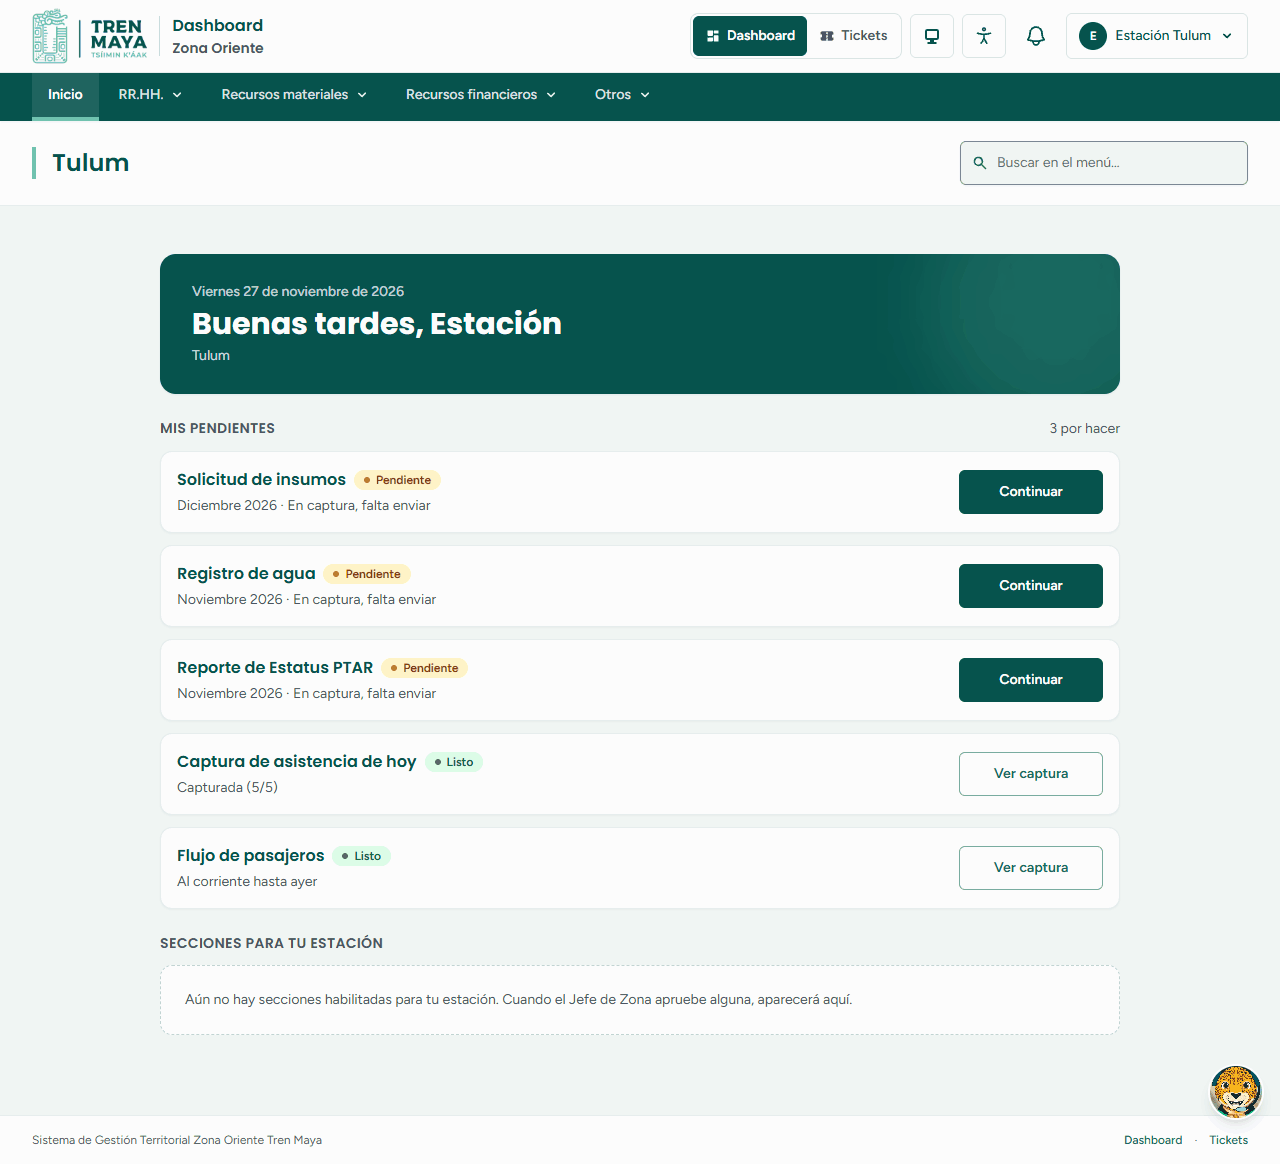 TREN
MAYA
TSÍIMIN K'ÁAK
Dashboard
Zona Oriente
Dashboard
Tickets
E
Estación Tulum
Inicio
RR.HH.
Recursos materiales
Recursos financieros
Otros
Tulum
Buscar en el menú...
Viernes 27 de noviembre de 2026
Buenas tardes, Estación
Tulum
MIS PENDIENTES
3 por hacer
Solicitud de insumos
Pendiente
Diciembre 2026 · En captura, falta enviar
Continuar
Registro de agua
Pendiente
Noviembre 2026 · En captura, falta enviar
Continuar
Reporte de Estatus PTAR
Pendiente
Noviembre 2026 · En captura, falta enviar
Continuar
Captura de asistencia de hoy
Listo
Capturada (5/5)
Ver captura
Flujo de pasajeros
Listo
Al corriente hasta ayer
Ver captura
SECCIONES PARA TU ESTACIÓN
Aún no hay secciones habilitadas para tu estación. Cuando el Jefe de Zona apruebe alguna, aparecerá aquí.
Sistema de Gestión Territorial Zona Oriente Tren Maya
Dashboard · Tickets